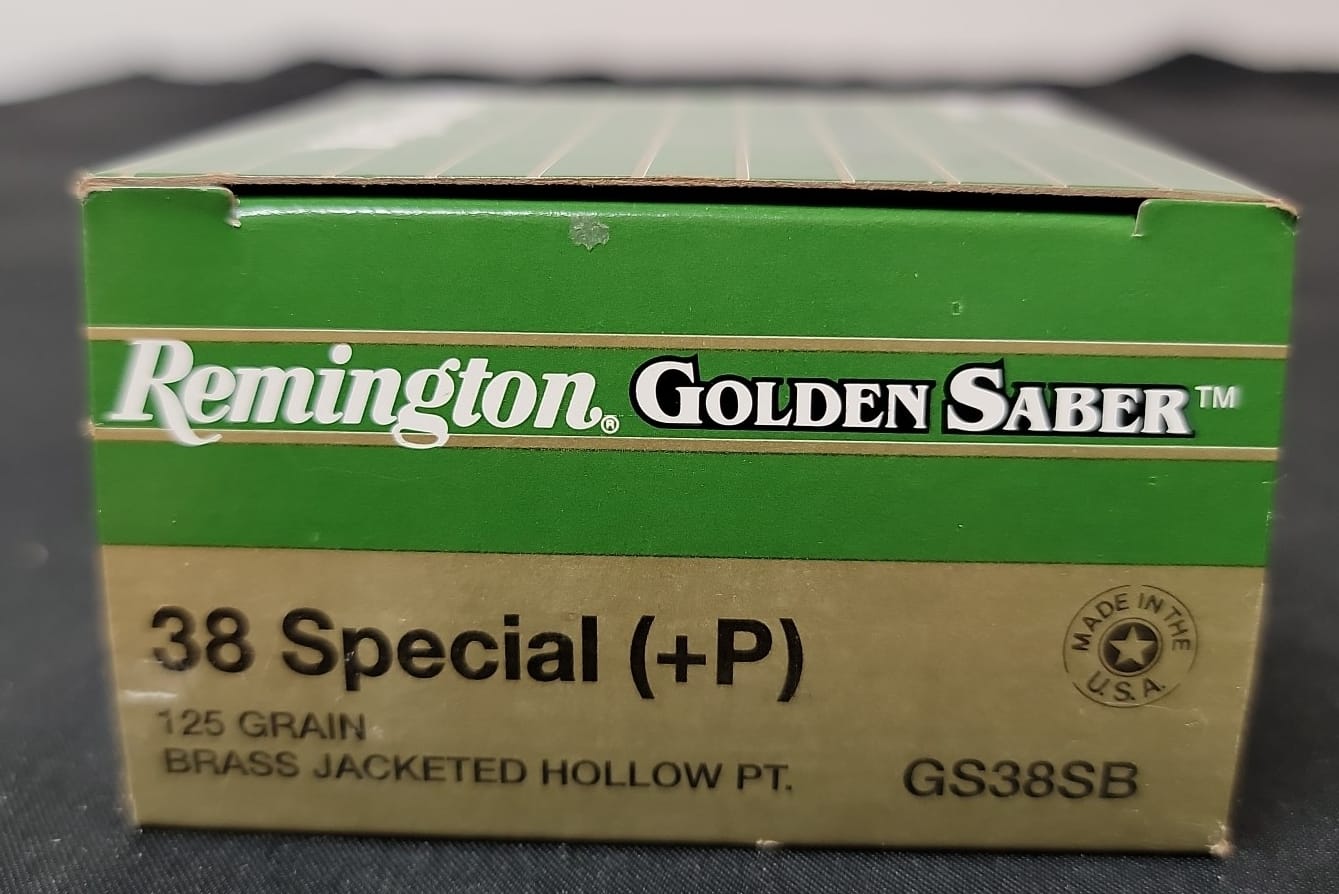 Remington® GOLDEN SABER™
38 Special (+P)
MADE IN THE U.S.A.
125 GRAIN
BRASS JACKETED HOLLOW PT.
GS38SB